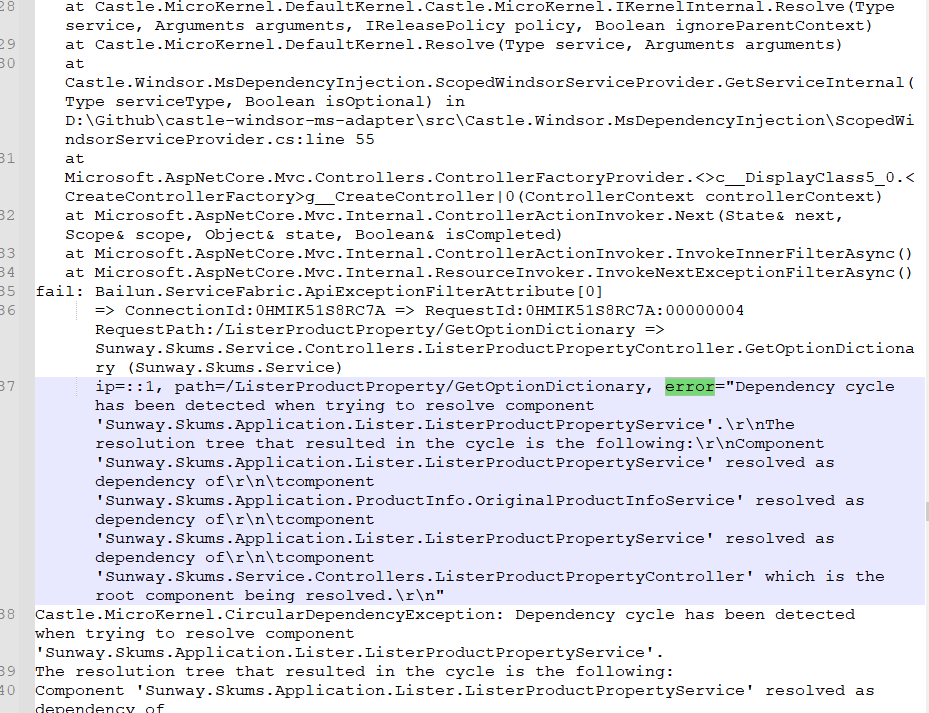 28 at Castle.MicroKernel.DefaultKernel.Castle.MicroKernel.IKernelInternal.Resolve(Type
service, Arguments arguments, IReleasePolicy policy, Boolean ignoreParentContext)
29 at Castle.MicroKernel.DefaultKernel.Resolve(Type service, Arguments arguments)
30 at
Castle.Windsor.MsDependencyInjection.ScopedWindsorServiceProvider.GetServiceInternal(
Type serviceType, Boolean isOptional) in
D:\Github\castle-windsor-ms-adapter\src\Castle.Windsor.MsDependencyInjection\ScopedWi
ndsorServiceProvider.cs:line 55
31 at
Microsoft.AspNetCore.Mvc.Controllers.ControllerFactoryProvider.<>c__DisplayClass5_0.<
CreateControllerFactory>g__CreateController|0(ControllerContext controllerContext)
32 at Microsoft.AspNetCore.Mvc.Internal.ControllerActionInvoker.Next(State& next,
Scope& scope, Object& state, Boolean& isCompleted)
33 at Microsoft.AspNetCore.Mvc.Internal.ControllerActionInvoker.InvokeInnerFilterAsync()
34 at Microsoft.AspNetCore.Mvc.Internal.ResourceInvoker.InvokeNextExceptionFilterAsync()
35 fail: Bailun.ServiceFabric.ApiExceptionFilterAttribute[0]
36 => ConnectionId:0HMIK51S8RC7A => RequestId:0HMIK51S8RC7A:00000004
RequestPath:/ListerProductProperty/GetOptionDictionary =>
Sunway.Skums.Service.Controllers.ListerProductPropertyController.GetOptionDictiona
ry (Sunway.Skums.Service)
37 ip=::1, path=/ListerProductProperty/GetOptionDictionary, error="Dependency cycle
has been detected when trying to resolve component
'Sunway.Skums.Application.Lister.ListerProductPropertyService'.\r\nThe
resolution tree that resulted in the cycle is the following:\r\nComponent
'Sunway.Skums.Application.Lister.ListerProductPropertyService' resolved as
dependency of\r\n\tcomponent
'Sunway.Skums.Application.ProductInfo.OriginalProductInfoService' resolved as
dependency of\r\n\tcomponent
'Sunway.Skums.Application.Lister.ListerProductPropertyService' resolved as
dependency of\r\n\tcomponent
'Sunway.Skums.Service.Controllers.ListerProductPropertyController' which is the
root component being resolved.\r\n"
38 Castle.MicroKernel.CircularDependencyException: Dependency cycle has been detected
when trying to resolve component
'Sunway.Skums.Application.Lister.ListerProductPropertyService'.
39 The resolution tree that resulted in the cycle is the following:
40 Component 'Sunway.Skums.Application.Lister.ListerProductPropertyService' resolved as
dependency of